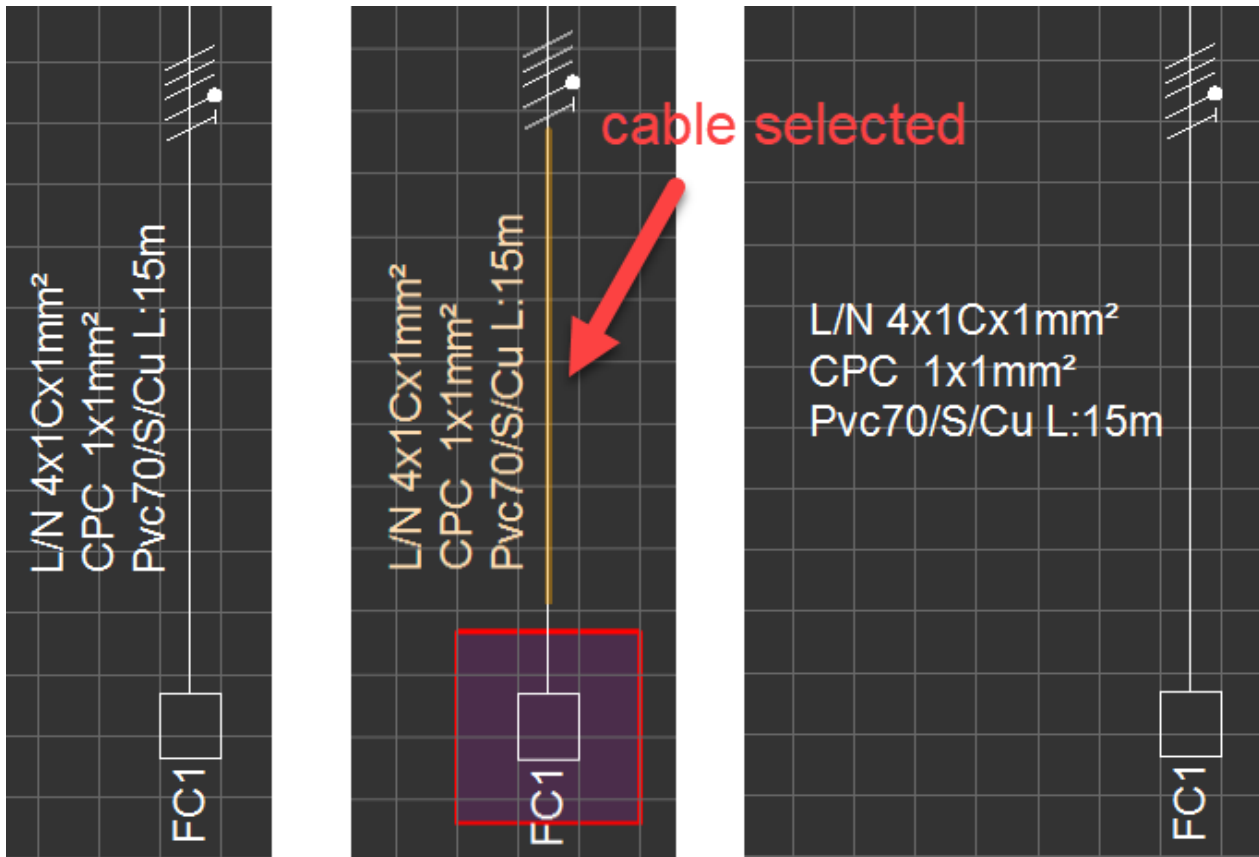 L/N 4x1Cx1mm²
CPC  1x1mm²
Pvc70/S/Cu L:15m
FC1
cable selected
L/N 4x1Cx1mm²
CPC  1x1mm²
Pvc70/S/Cu L:15m
FC1
L/N 4x1Cx1mm²
CPC  1x1mm²
Pvc70/S/Cu L:15m
FC1